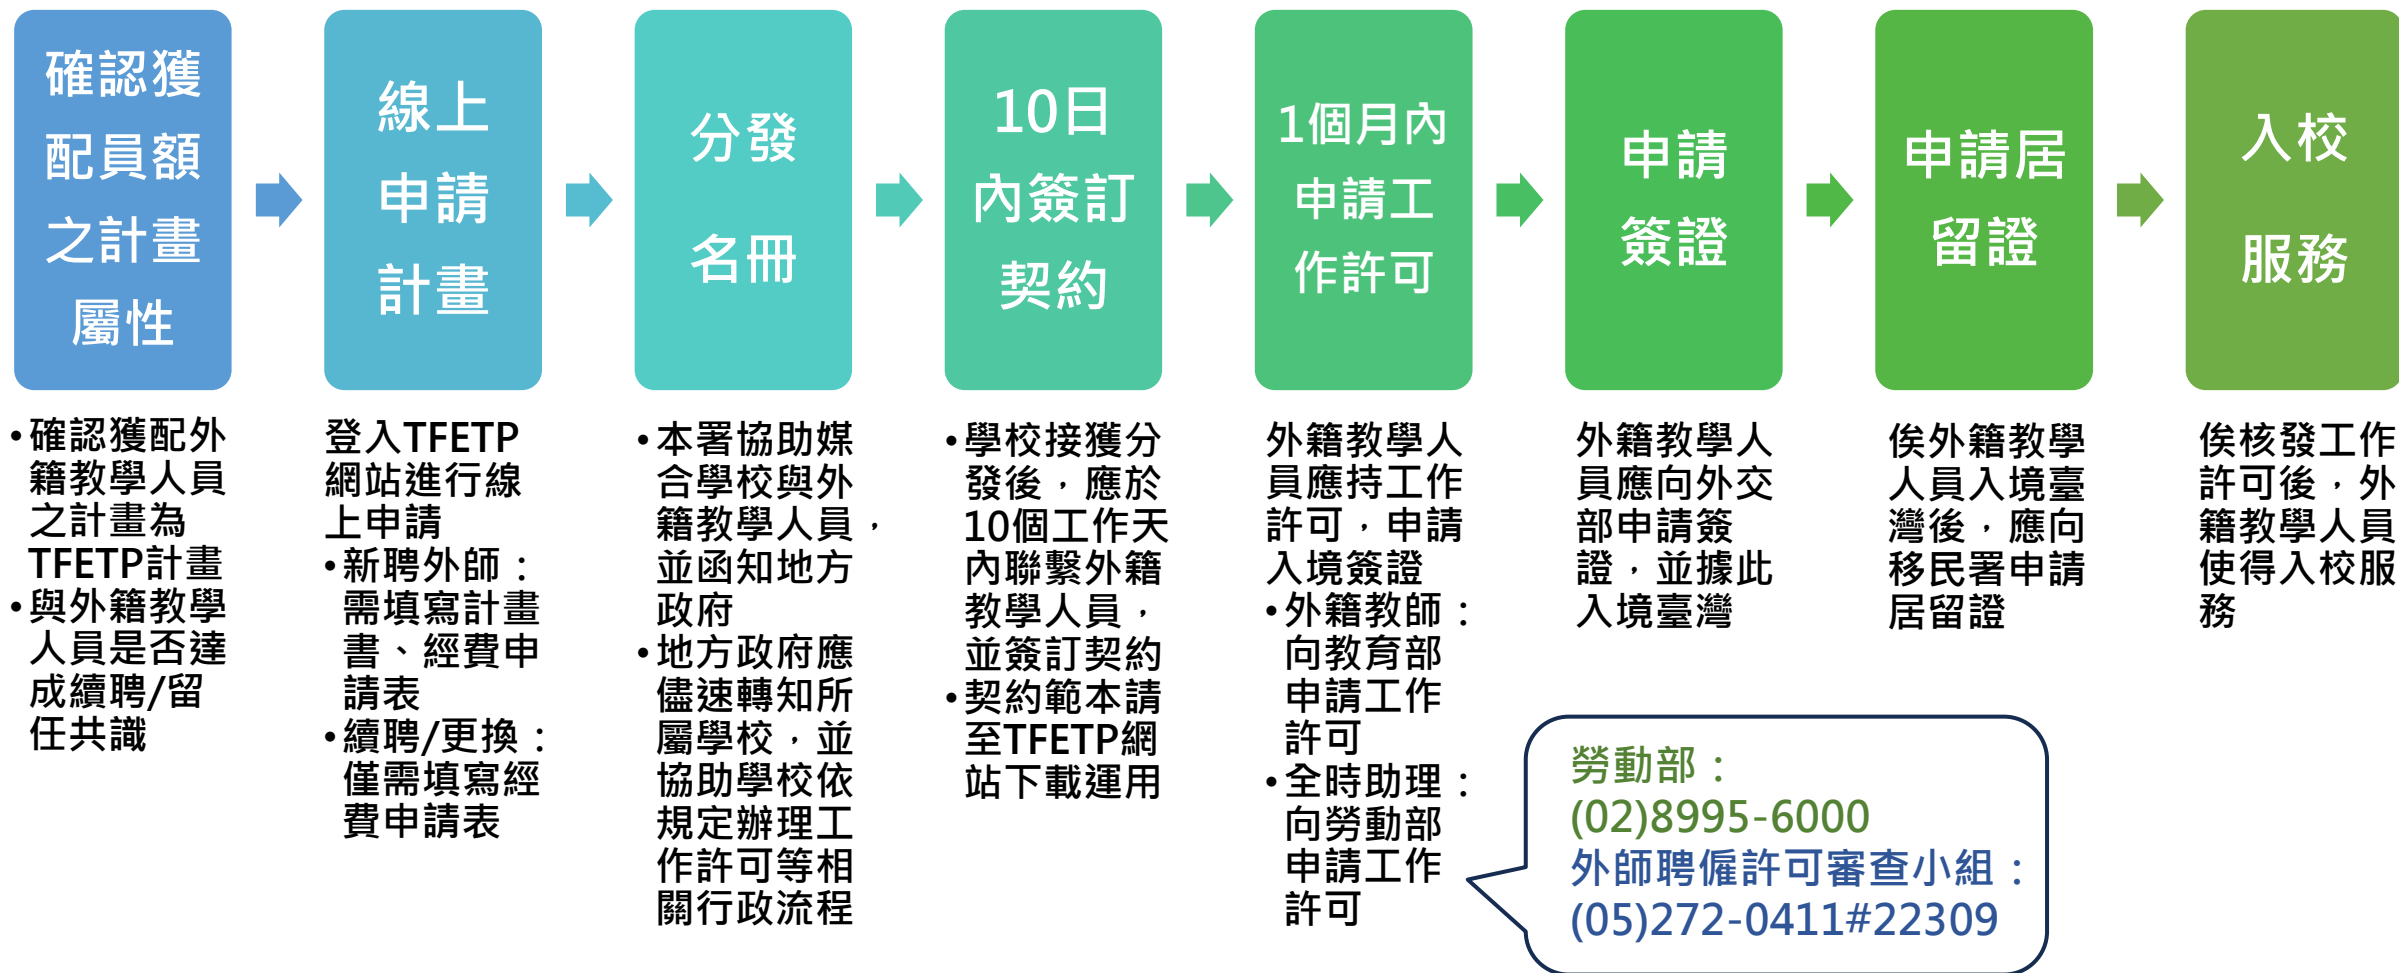 確認獲
配員額
之計畫
屬性
線上
申請
計畫
分發
名冊
10日
內簽訂
契約
1個月內
申請工
作許可
申請
簽證
申請居
留證
入校
服務
•確認獲配外
籍教學人員
之計畫為
TFETP計畫
•與外籍教學
人員是否達
成續聘/留
任共識
登入TFETP
網站進行線
上申請
•新聘外師：
需填寫計畫
書、經費申
請表
•續聘/更換：
僅需填寫經
費申請表
•本署協助媒
合學校與外
籍教學人員，
並函知地方
政府
•地方政府應
儘速轉知所
屬學校，並
協助學校依
規定辦理工
作許可等相
關行政流程
•學校接獲分
發後，應於
10個工作天
內聯繫外籍
教學人員，
並簽訂契約
•契約範本請
至TFETP網
站下載運用
外籍教學人
員應持工作
許可，申請
入境簽證
•外籍教師：
向教育部
申請工作
許可
•全時助理：
向勞動部
申請工作
許可
外籍教學人
員應向外交
部申請簽
證，並據此
入境臺灣
俟外籍教學
人員入境臺
灣後，應向
移民署申請
居留證
俟核發工作
許可後，外
籍教學人員
使得入校服
務
勞動部：
(02)8995-6000
外師聘僱許可審查小組：
(05)272-0411#22309